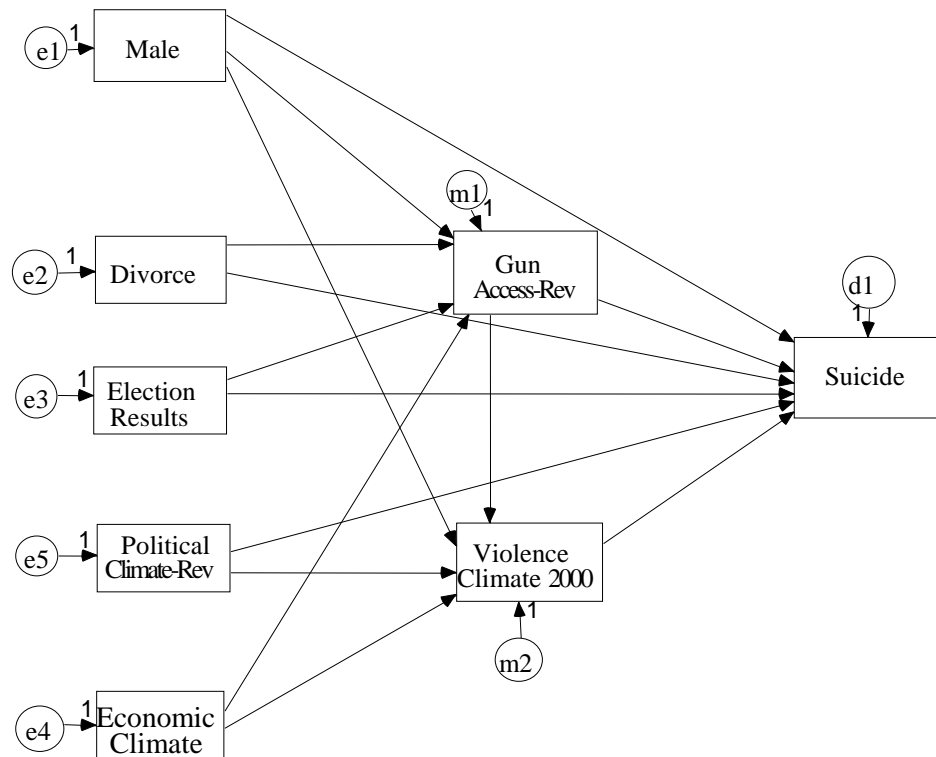 1
e1
Male
m1
1
1
e2
Divorce
Gun
Access-Rev
d1
1
1
e3
Election
Results
Suicide
1
e5
Political
Climate-Rev
Violence
Climate 2000
1
m2
1
e4
Economic
Climate